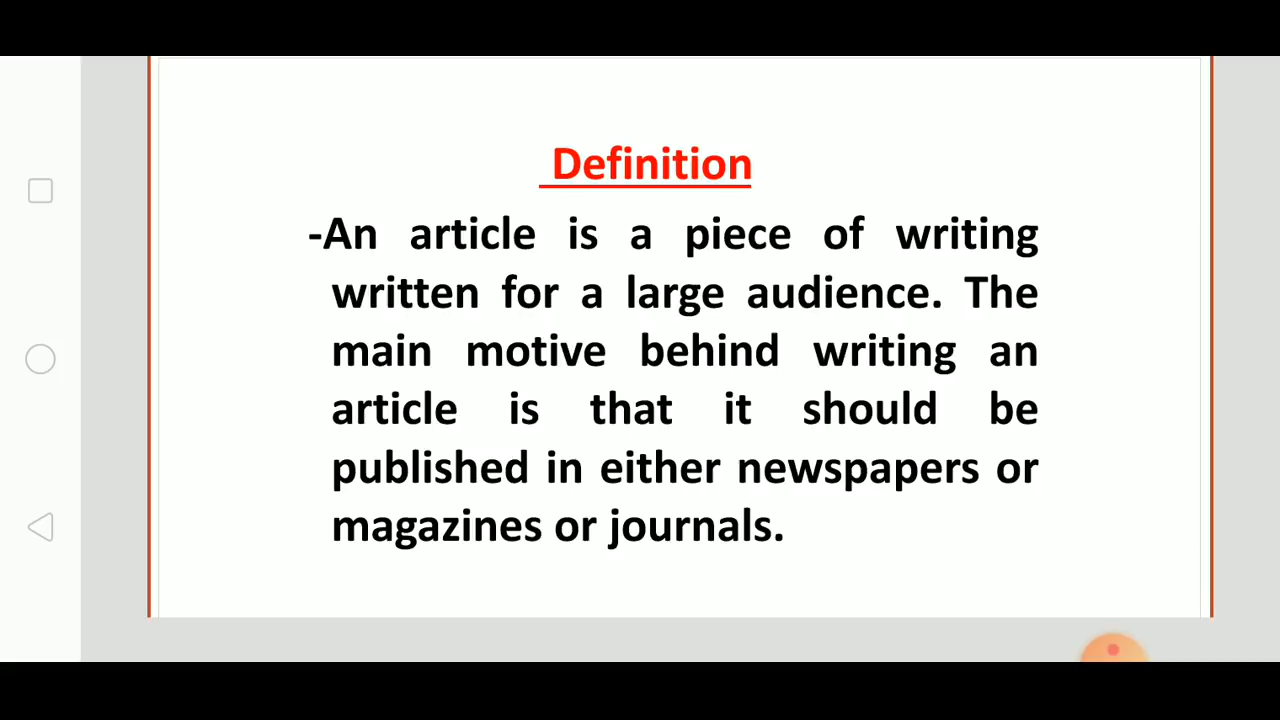 Definition
-An article is a piece of writing
written for a large audience. The
main motive behind writing an
article is that it should be
published in either newspapers or
magazines or journals.